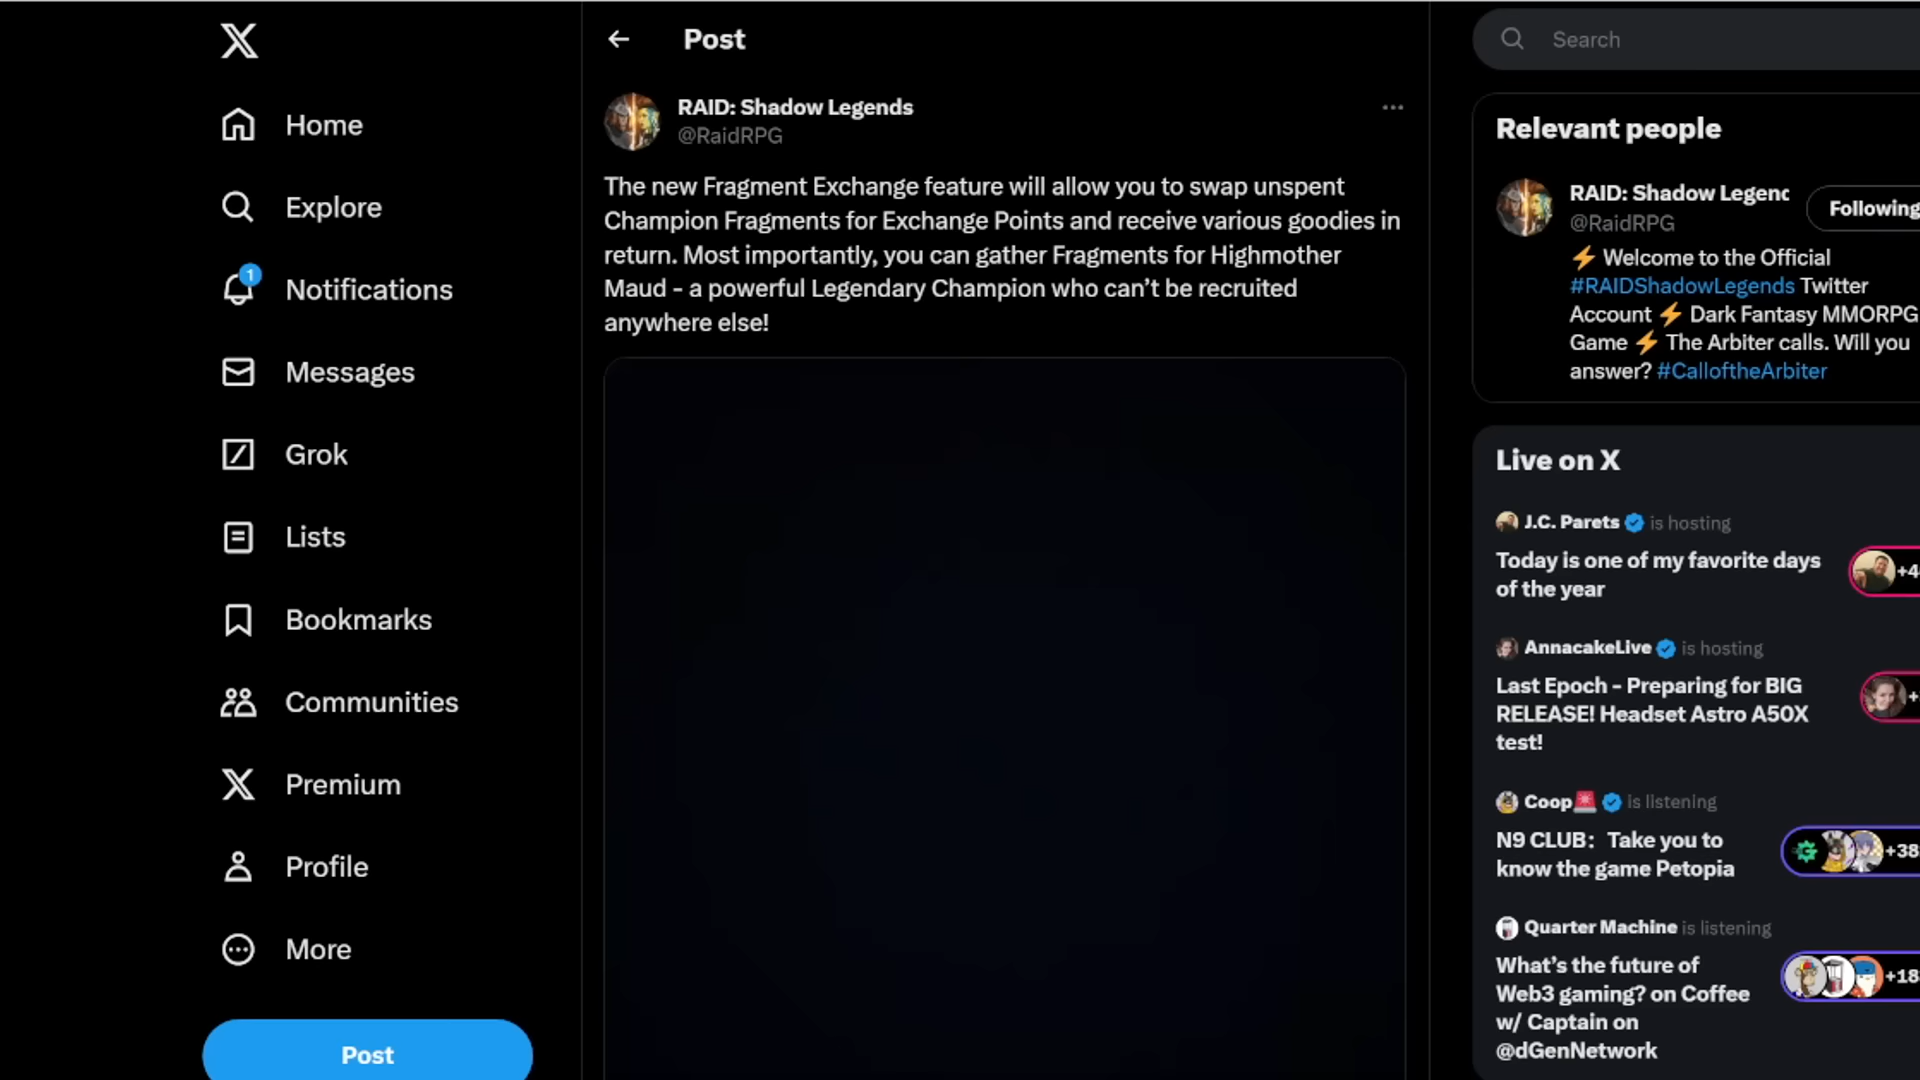 Home
Explore
1
Notifications
Messages
Grok
Lists
Bookmarks
Communities
Premium
Profile
More
Post
Post
RAID: Shadow Legends
@RaidRPG
The new Fragment Exchange feature will allow you to swap unspent
Champion Fragments for Exchange Points and receive various goodies in
return. Most importantly, you can gather Fragments for Highmother
Maud - a powerful Legendary Champion who can’t be recruited
anywhere else!
Search
Relevant people
RAID: Shadow Legend
Following
@RaidRPG
⚡ Welcome to the Official
#RAIDShadowLegends Twitter
Account ⚡ Dark Fantasy MMORPG
Game ⚡ The Arbiter calls. Will you
answer? #CalloftheArbiter
Live on X
J.C. Parets is hosting
Today is one of my favorite days
of the year
+4
AnnacakeLive is hosting
Last Epoch - Preparing for BIG
RELEASE! Headset Astro A50X
test!
+
Coop🚨 is listening
N9 CLUB： Take you to
know the game Petopia
+38
Quarter Machine is listening
What’s the future of
Web3 gaming? on Coffee
w/ Captain on
@dGenNetwork
+18